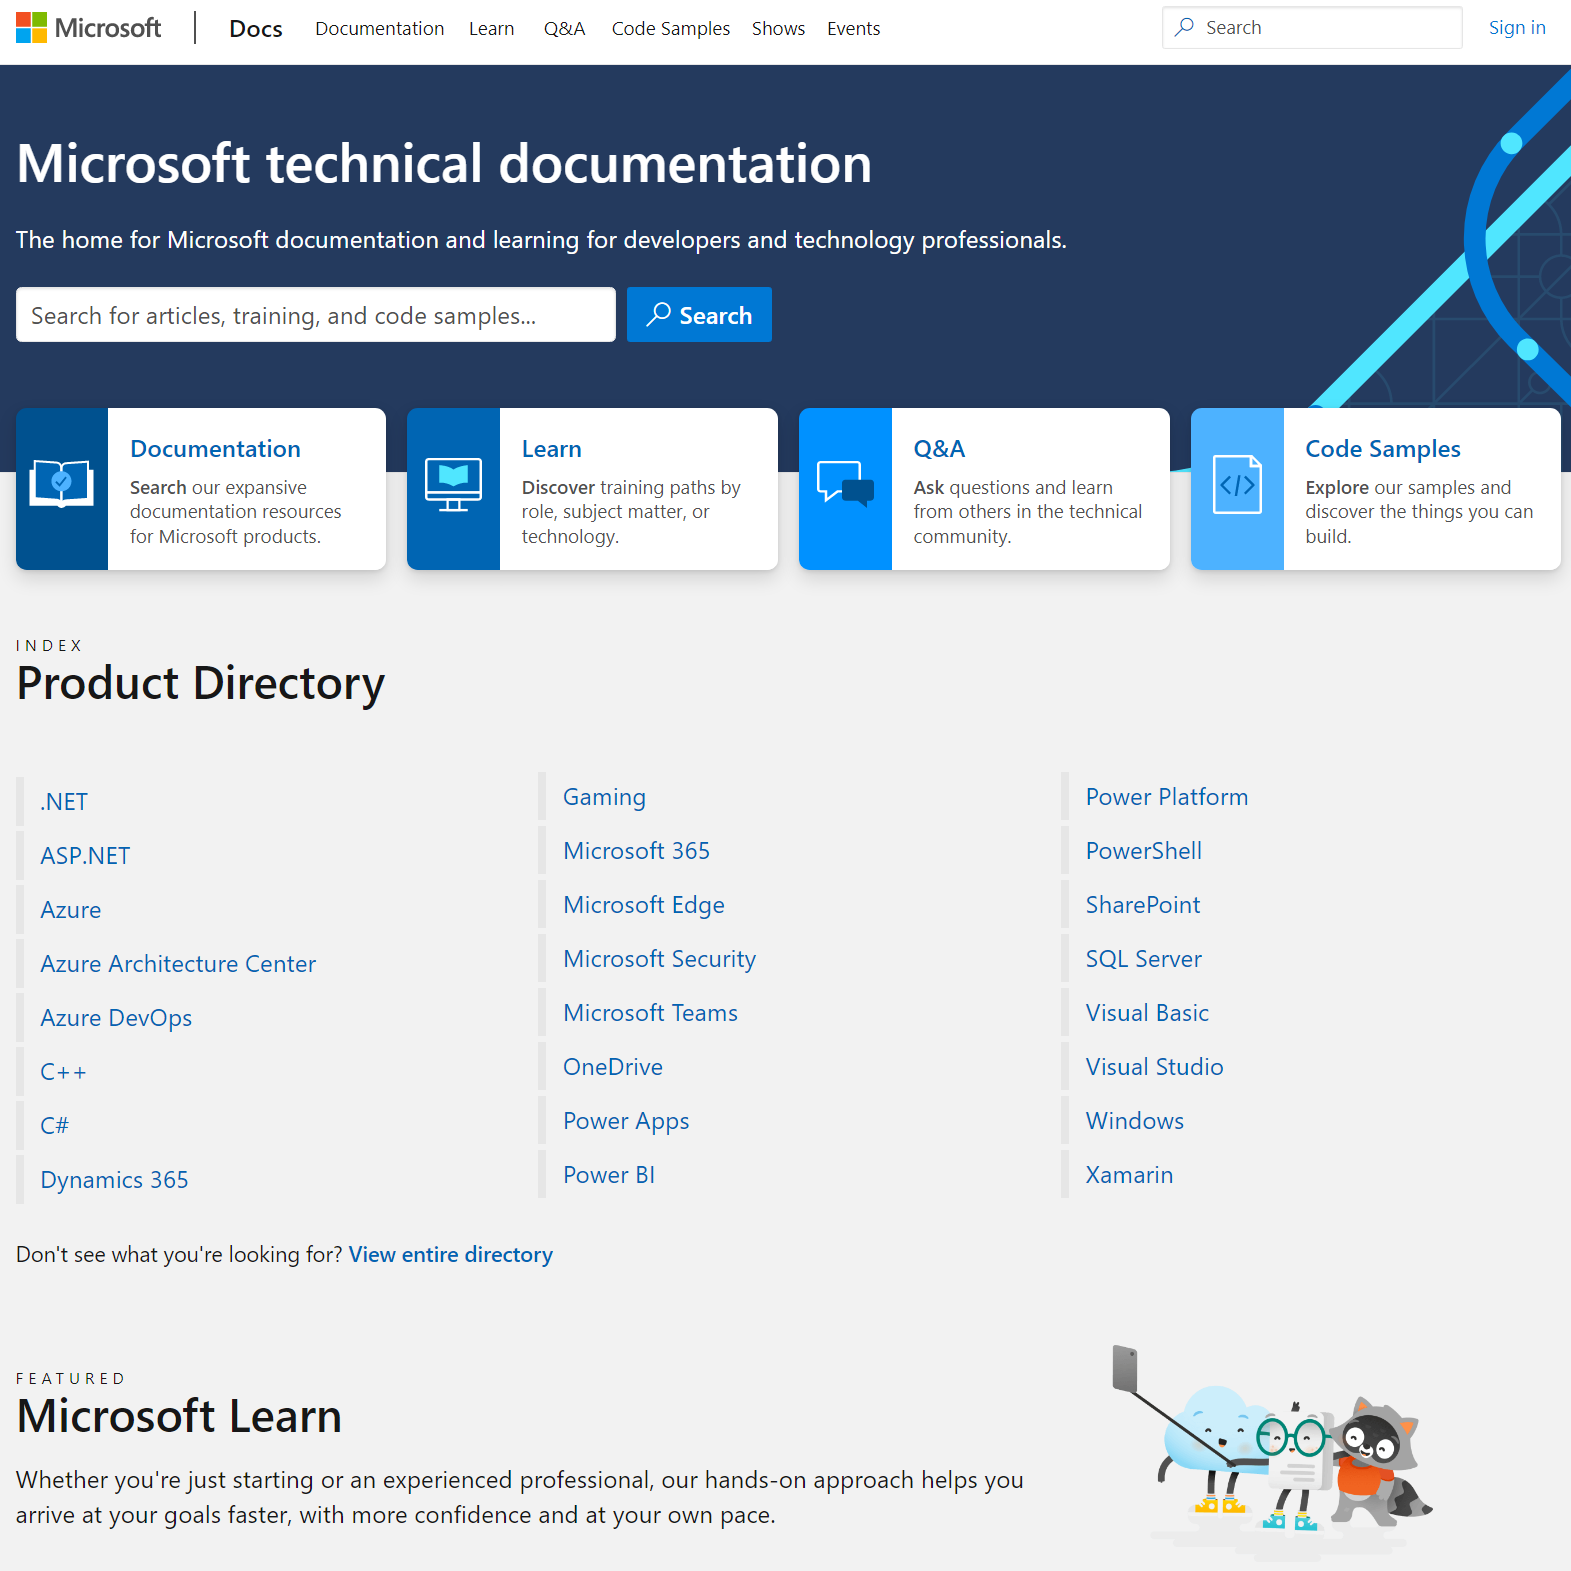 Microsoft
Docs
Documentation
Learn
Q&A
Code Samples
Shows
Events
Search
Sign in
Microsoft technical documentation
The home for Microsoft documentation and learning for developers and technology professionals.
Search for articles, training, and code samples...
Search
Documentation
Search our expansive
documentation resources
for Microsoft products.
Learn
Discover training paths by
role, subject matter, or
technology.
Q&A
Ask questions and learn
from others in the technical
community.
Code Samples
Explore our samples and
discover the things you can
build.
INDEX
Product Directory
.NET
ASP.NET
Azure
Azure Architecture Center
Azure DevOps
C++
C#
Dynamics 365
Gaming
Microsoft 365
Microsoft Edge
Microsoft Security
Microsoft Teams
OneDrive
Power Apps
Power BI
Power Platform
PowerShell
SharePoint
SQL Server
Visual Basic
Visual Studio
Windows
Xamarin
Don't see what you're looking for? View entire directory
FEATURED
Microsoft Learn
Whether you're just starting or an experienced professional, our hands-on approach helps you
arrive at your goals faster, with more confidence and at your own pace.